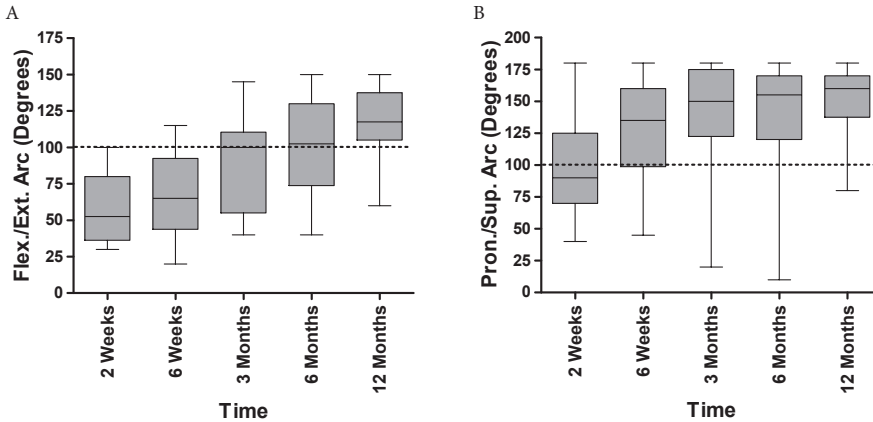 A
Flex./Ext. Arc (Degrees)
175
150
125
100
75
50
25
0
2 Weeks
6 Weeks
3 Months
6 Months
12 Months
Time
B
Pron./Sup. Arc (Degrees)
200
175
150
125
100
75
50
25
0
2 Weeks
6 Weeks
3 Months
6 Months
12 Months
Time